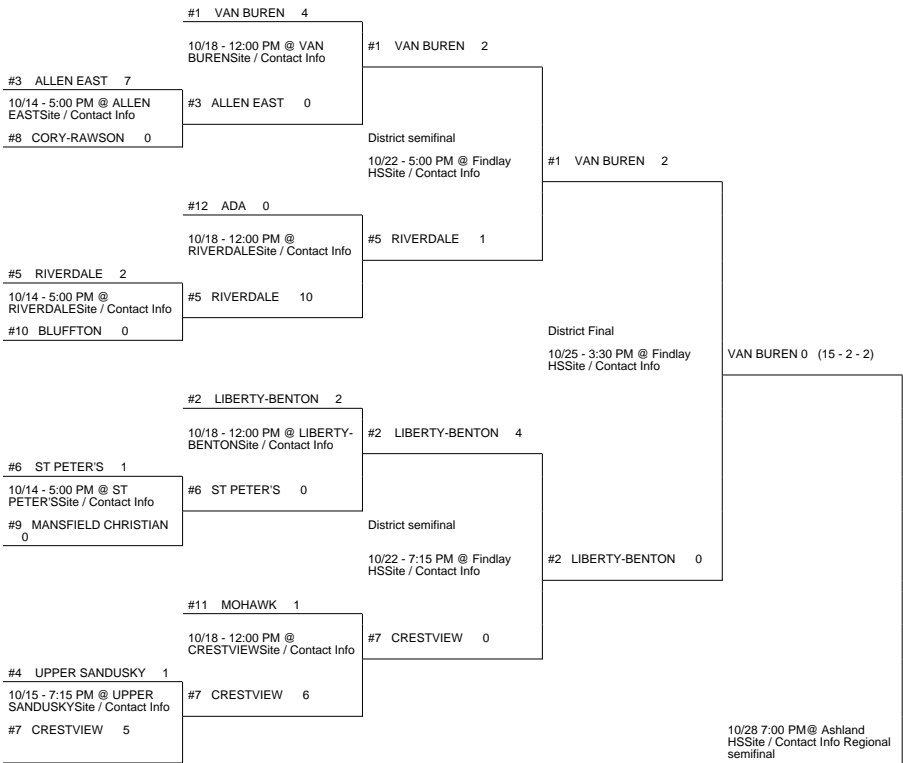 #1 VAN BUREN 4
10/18 - 12:00 PM @ VAN
BURENSite / Contact Info
#1 VAN BUREN 2
#3 ALLEN EAST 7
10/14 - 5:00 PM @ ALLEN
EASTSite / Contact Info
#3 ALLEN EAST 0
#8 CORY-RAWSON 0
District semifinal
10/22 - 5:00 PM @ Findlay
HSSite / Contact Info
#1 VAN BUREN 2
#12 ADA 0
10/18 - 12:00 PM @
RIVERDALESite / Contact Info
#5 RIVERDALE 1
#5 RIVERDALE 2
10/14 - 5:00 PM @
RIVERDALESite / Contact Info
#5 RIVERDALE 10
#10 BLUFFTON 0
District Final
10/25 - 3:30 PM @ Findlay
HSSite / Contact Info
VAN BUREN 0 (15 - 2 - 2)
#2 LIBERTY-BENTON 2
10/18 - 12:00 PM @ LIBERTY-
BENTONSite / Contact Info
#2 LIBERTY-BENTON 4
#6 ST PETER'S 1
10/14 - 5:00 PM @ ST
PETER'SSite / Contact Info
#6 ST PETER'S 0
#9 MANSFIELD CHRISTIAN
0
District semifinal
10/22 - 7:15 PM @ Findlay
HSSite / Contact Info
#2 LIBERTY-BENTON 0
#11 MOHAWK 1
10/18 - 12:00 PM @
CRESTVIEWSite / Contact Info
#7 CRESTVIEW 0
#4 UPPER SANDUSKY 1
10/15 - 7:15 PM @ UPPER
SANDUSKYSite / Contact Info
#7 CRESTVIEW 6
#7 CRESTVIEW 5
10/28 7:00 PM@ Ashland
HSSite / Contact Info Regional
semifinal